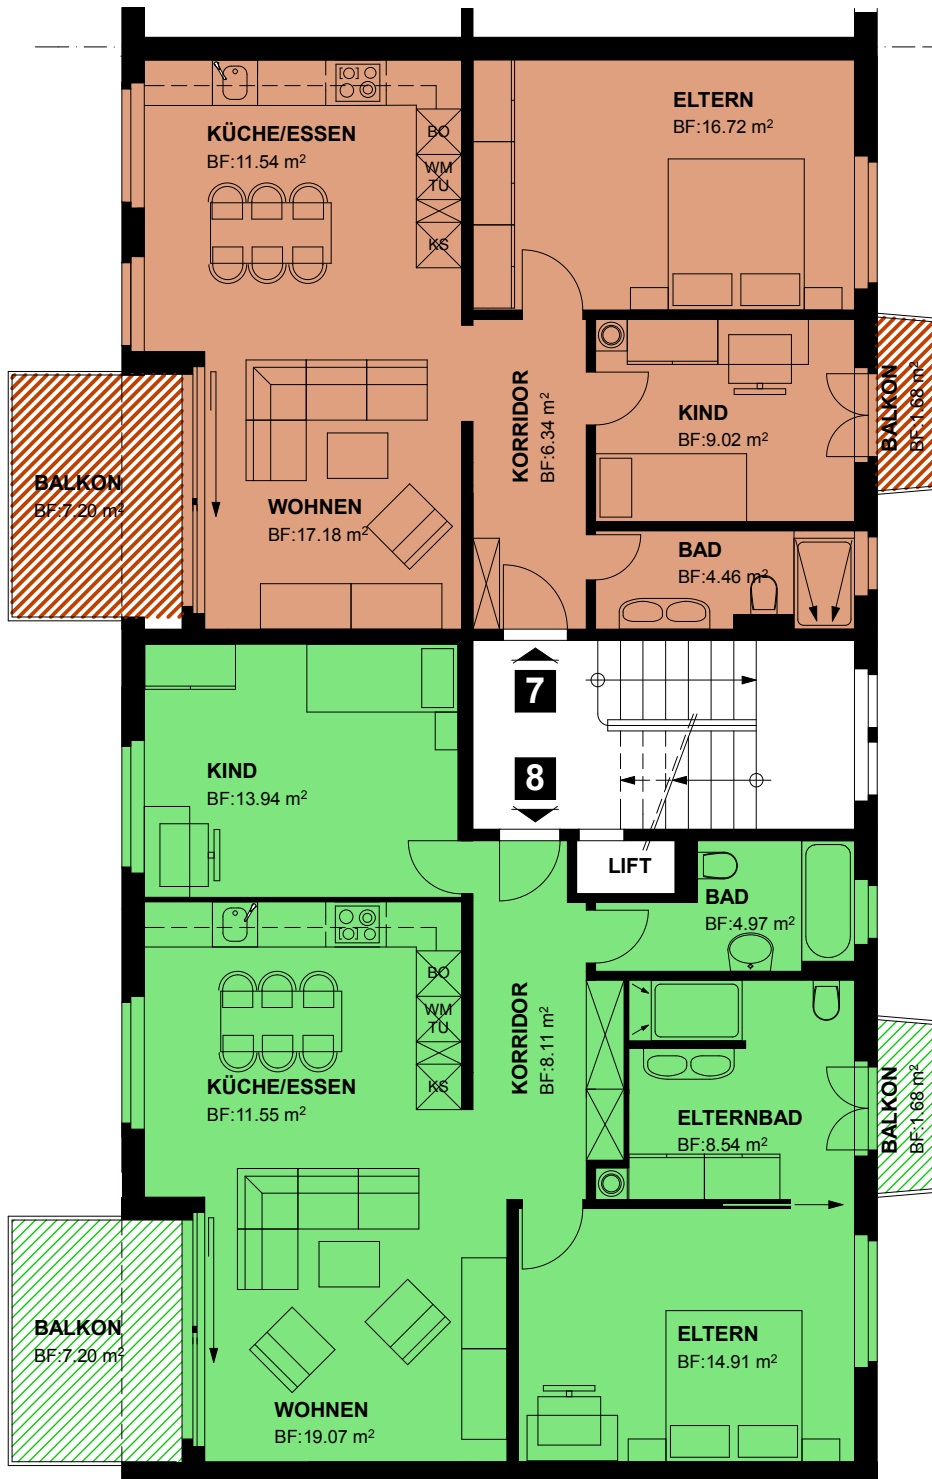 KÜCHE/ESSEN
BF:11.54 m²
BO
WM
TU
KS
ELTERN
BF:16.72 m²
KORRIDOR
BF:6.34 m²
KIND
BF:9.02 m²
BALKON
BF:1.68 m²
BALKON
BF:7.20 m²
WOHNEN
BF:17.18 m²
BAD
BF:4.46 m²
7
8
LIFT
KIND
BF:13.94 m²
BAD
BF:4.97 m²
BO
WM
TU
KS
KÜCHE/ESSEN
BF:11.55 m²
KORRIDOR
BF:8.11 m²
ELTERNBAD
BF:8.54 m²
BALKON
BF:1.68 m²
BALKON
BF:7.20 m²
WOHNEN
BF:19.07 m²
ELTERN
BF:14.91 m²